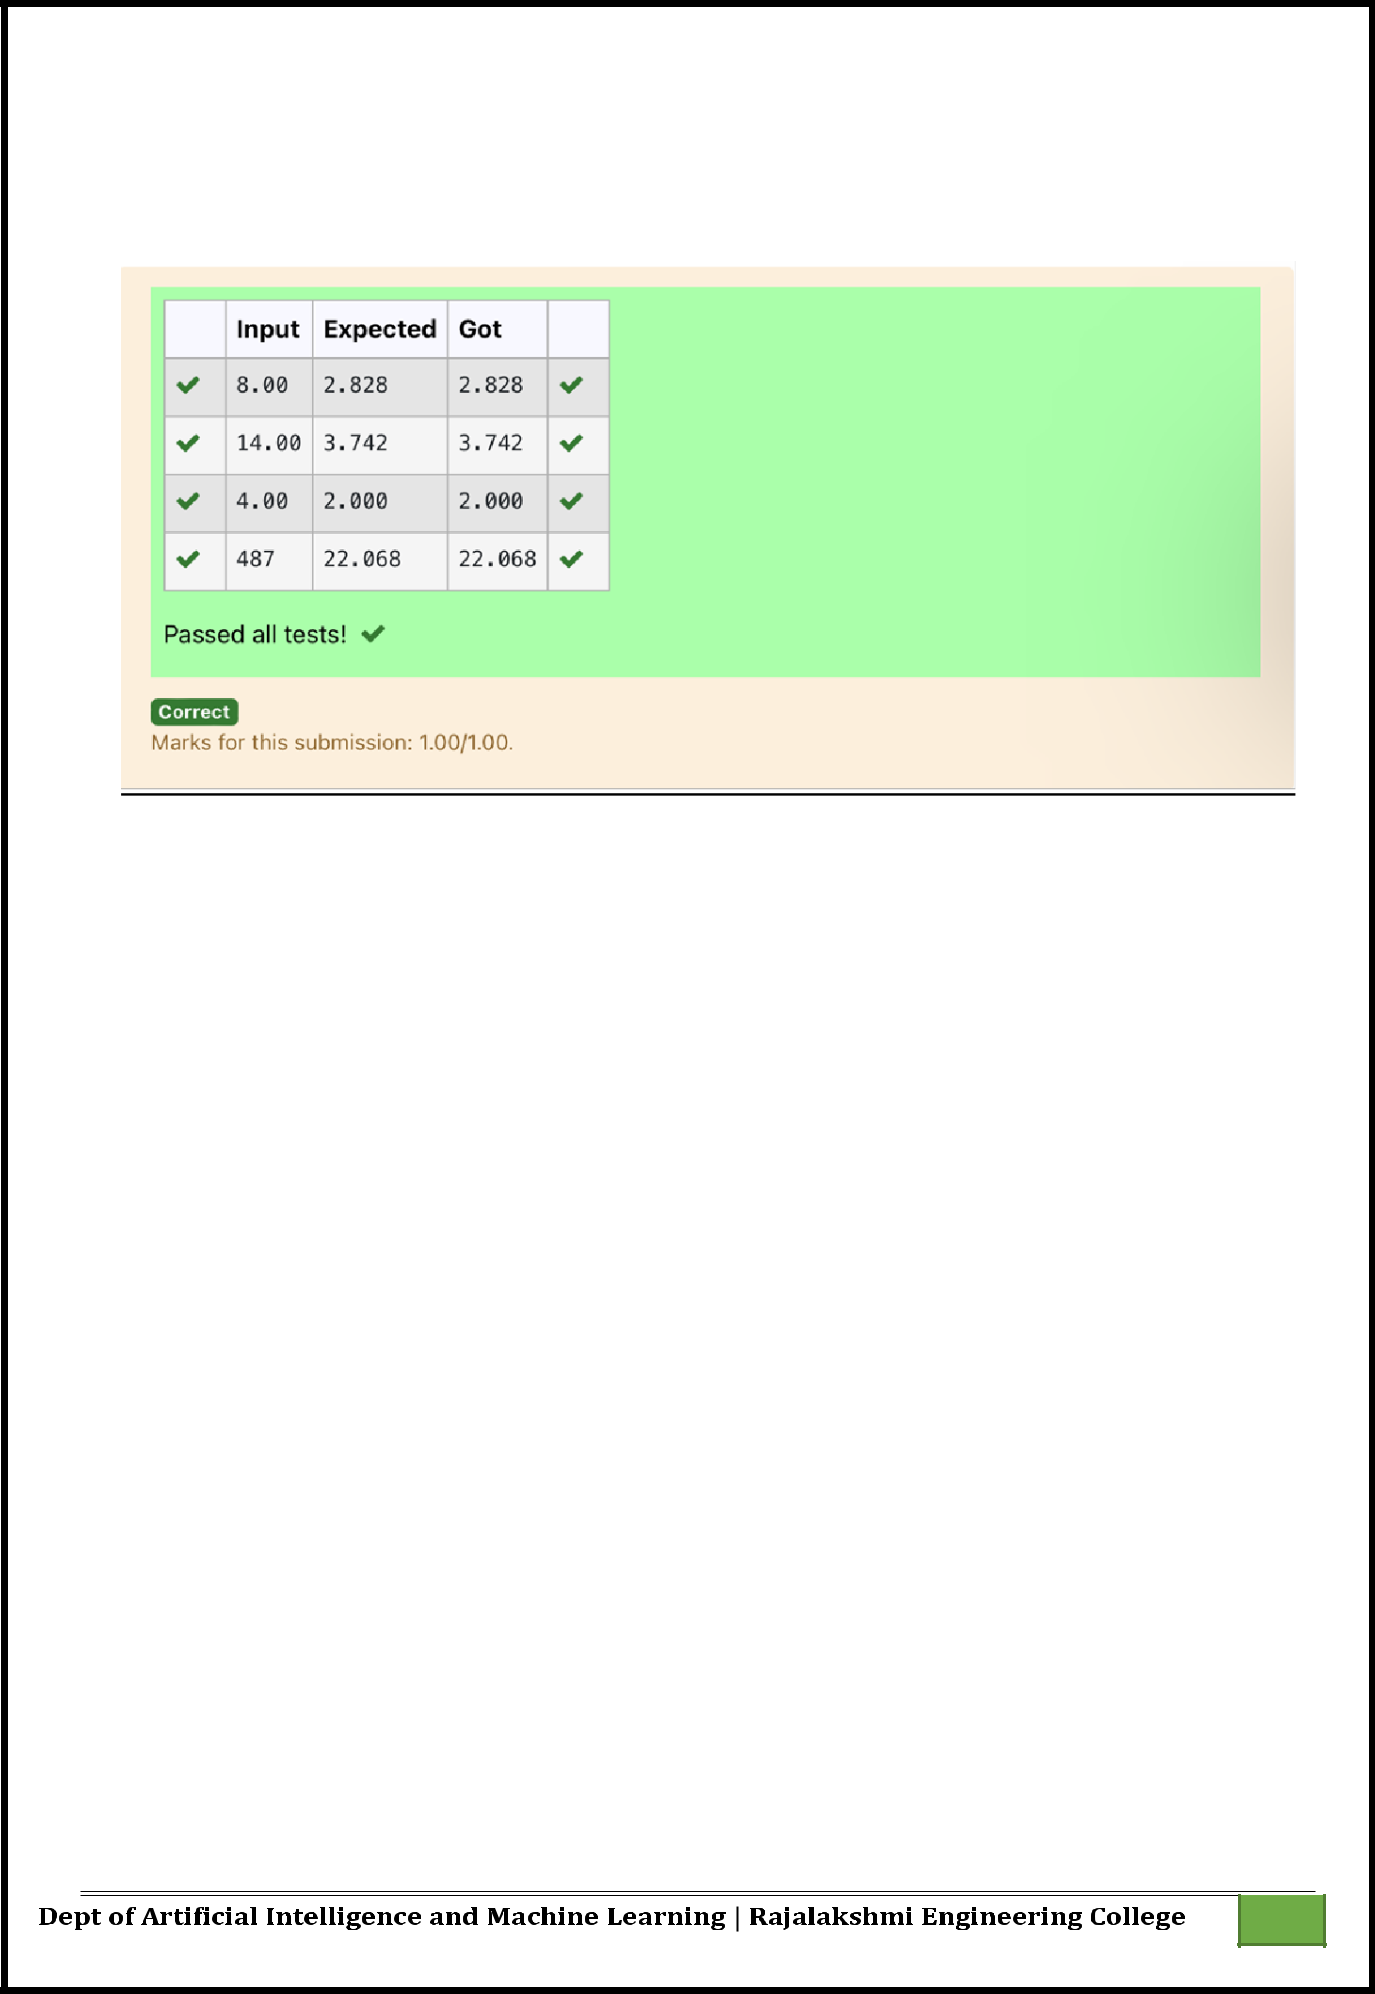 Input Expected Got
8.00 2.828 2.828
14.00 3.742 3.742
4.00 2.000 2.000
487 22.068 22.068
Passed all tests!
Correct
Marks for this submission: 1.00/1.00.
Dept of Artificial Intelligence and Machine Learning | Rajalakshmi Engineering College